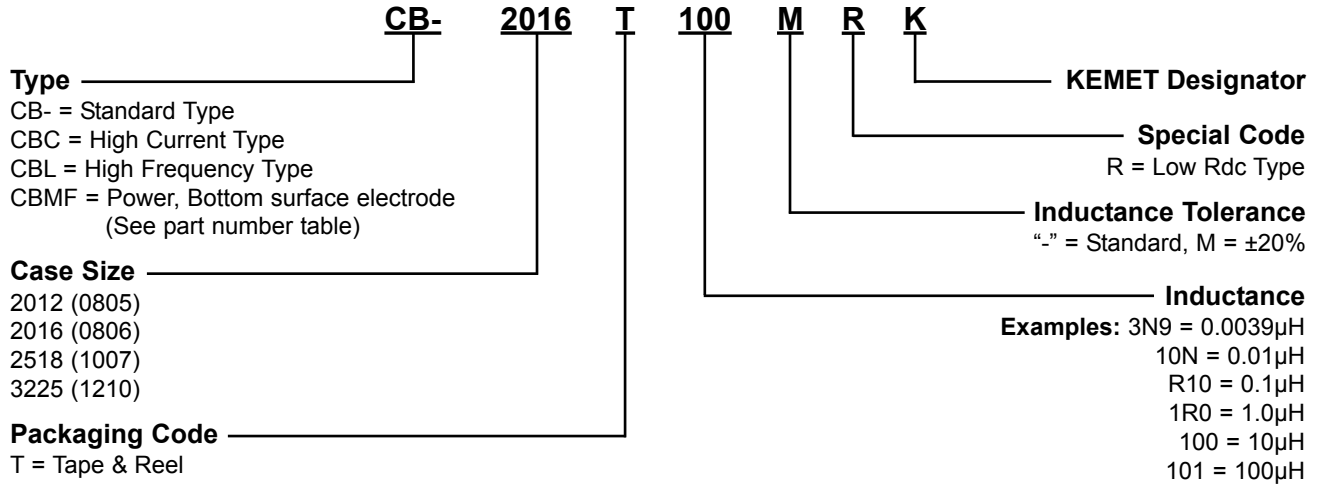 CB- 2016 T 100 M R K
Type
CB- = Standard Type
CBC = High Current Type
CBL = High Frequency Type
CBMF = Power, Bottom surface electrode
(See part number table)
Case Size
2012 (0805)
2016 (0806)
2518 (1007)
3225 (1210)
Packaging Code
T = Tape & Reel
KEMET Designator
Special Code
R = Low Rdc Type
Inductance Tolerance
“-” = Standard, M = ±20%
Inductance
Examples: 3N9 = 0.0039µH
10N = 0.01µH
R10 = 0.1µH
1R0 = 1.0µH
100 = 10µH
101 = 100µH